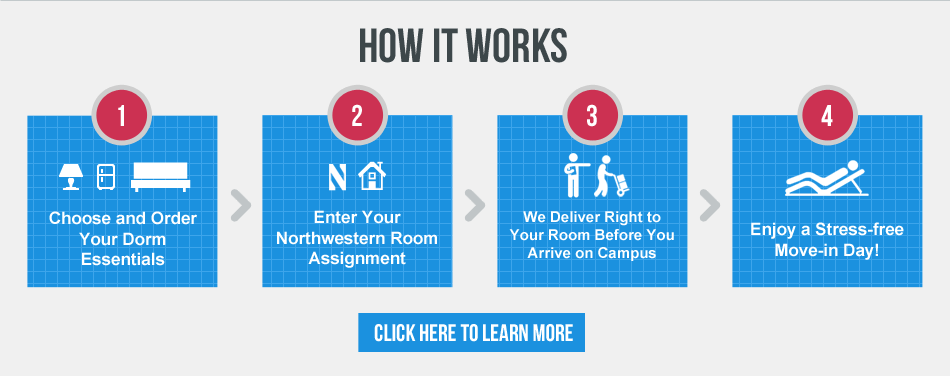 HOW IT WORKS
1
Choose and Order
Your Dorm
Essentials
2
N
Enter Your
Northwestern Room
Assignment
3
We Deliver Right to
Your Room Before You
Arrive on Campus
4
Enjoy a Stress-free
Move-in Day!
CLICK HERE TO LEARN MORE